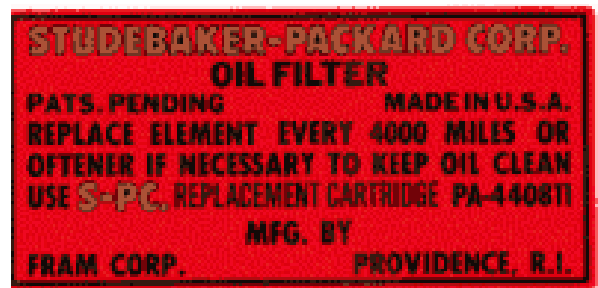 STUDEBAKER-PACKARD CORP.
OIL FILTER
PATS. PENDING MADE IN U.S.A.
REPLACE ELEMENT EVERY 4000 MILES OR
OFTENER IF NECESSARY TO KEEP OIL CLEAN
USE S-PC. REPLACEMENT CARTRIDGE PA-440811
MFG. BY
FRAM CORP. PROVIDENCE, R.I.